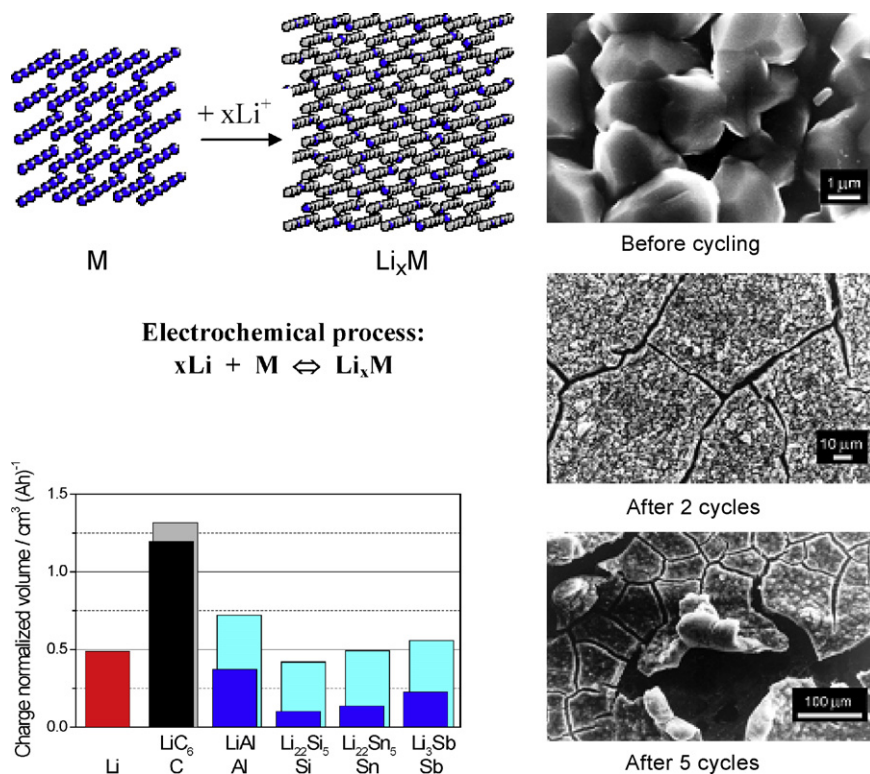 + xLi⁺
M
LiₓM
Electrochemical process:
xLi + M ⇔ LiₓM
1 μm
Before cycling
10 μm
After 2 cycles
100 μm
After 5 cycles
Charge normalized volume / cm³ (Ah)⁻¹
1.5
1.0
0.5
0.0
LiC₆ LiAl Li₂₂Si₅ Li₂₂Sn₅ Li₃Sb
Li C Al Si Sn Sb